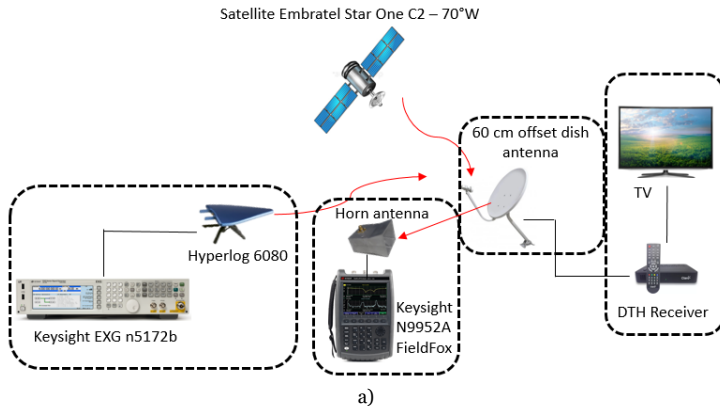 Satellite Embratel Star One C2 – 70°W
60 cm offset dish
antenna
TV
Horn antenna
Hyperlog 6080
Keysight
N9952A
FieldFox
DTH Receiver
Keysight EXG n5172b
a)